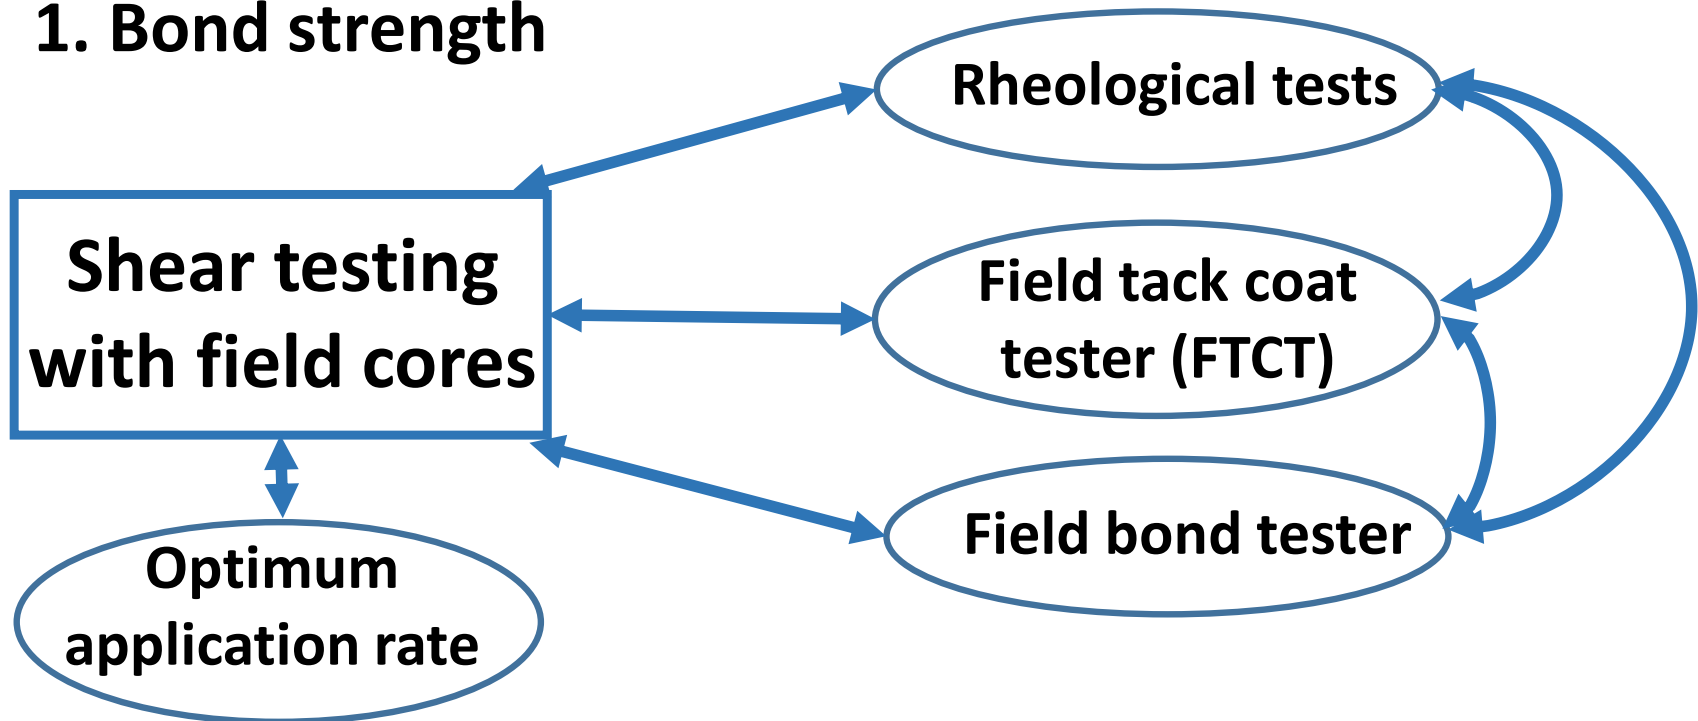 1. Bond strength
Rheological tests
Shear testing
with field cores
Field tack coat
tester (FTCT)
Field bond tester
Optimum
application rate